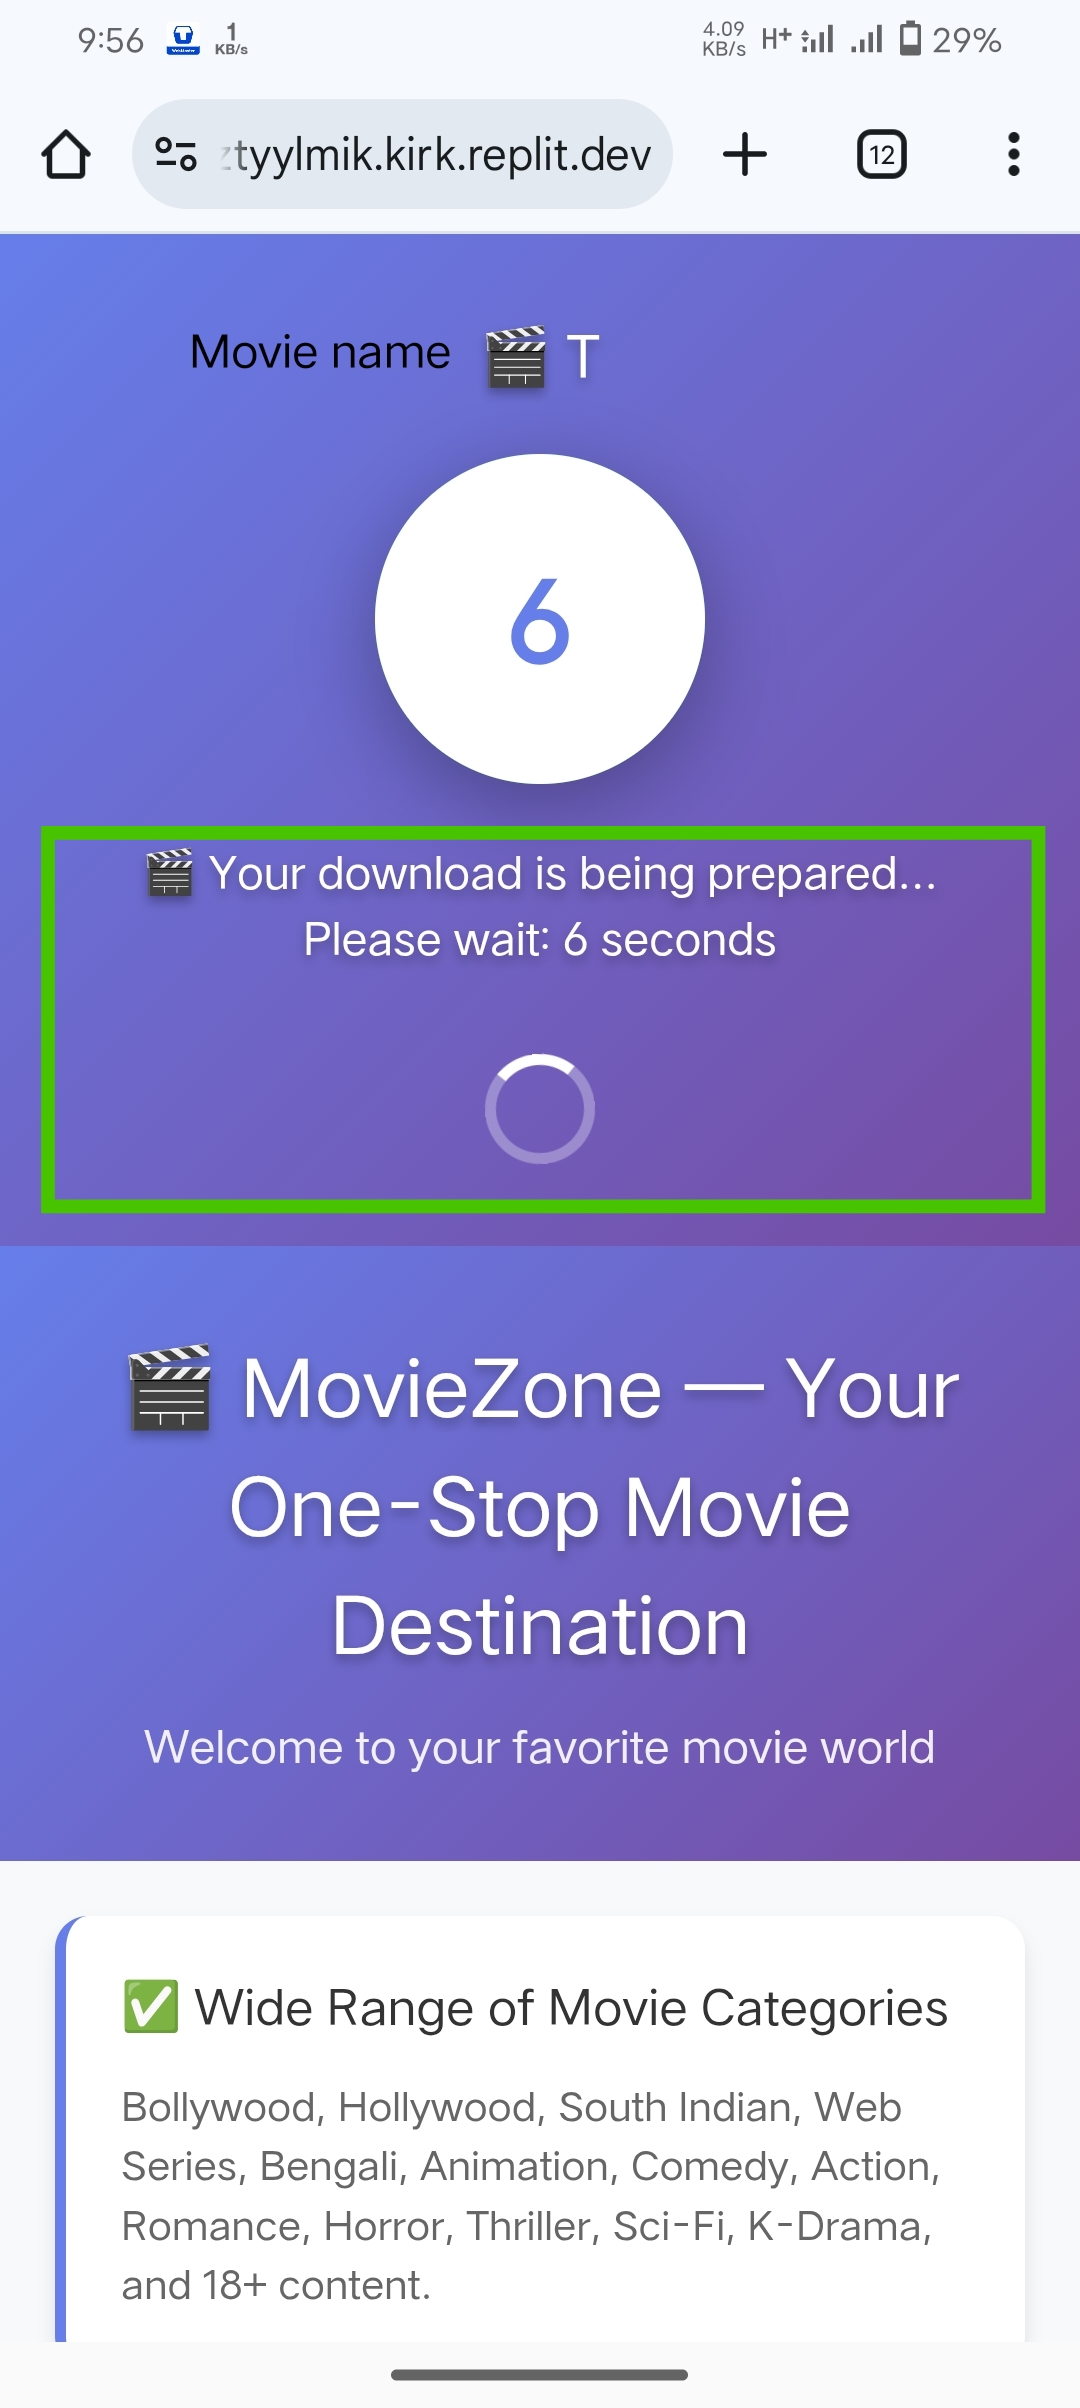 9:56
1
KB/s
4.09
KB/s
H+
29%
tyylmik.kirk.replit.dev
12
Movie name 🎬 T
6
🎬 Your download is being prepared...
Please wait: 6 seconds
🎬 MovieZone — Your
One-Stop Movie
Destination
Welcome to your favorite movie world
✅ Wide Range of Movie Categories
Bollywood, Hollywood, South Indian, Web
Series, Bengali, Animation, Comedy, Action,
Romance, Horror, Thriller, Sci-Fi, K-Drama,
and 18+ content.